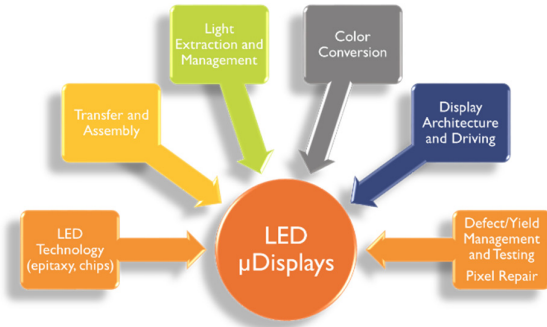 Light
Extraction and
Management
Color
Conversion
Transfer and
Assembly
Display
Architecture
and Driving
LED
Technology
(epitaxy, chips)
LED
µDisplays
Defect/Yield
Management
and Testing
Pixel Repair